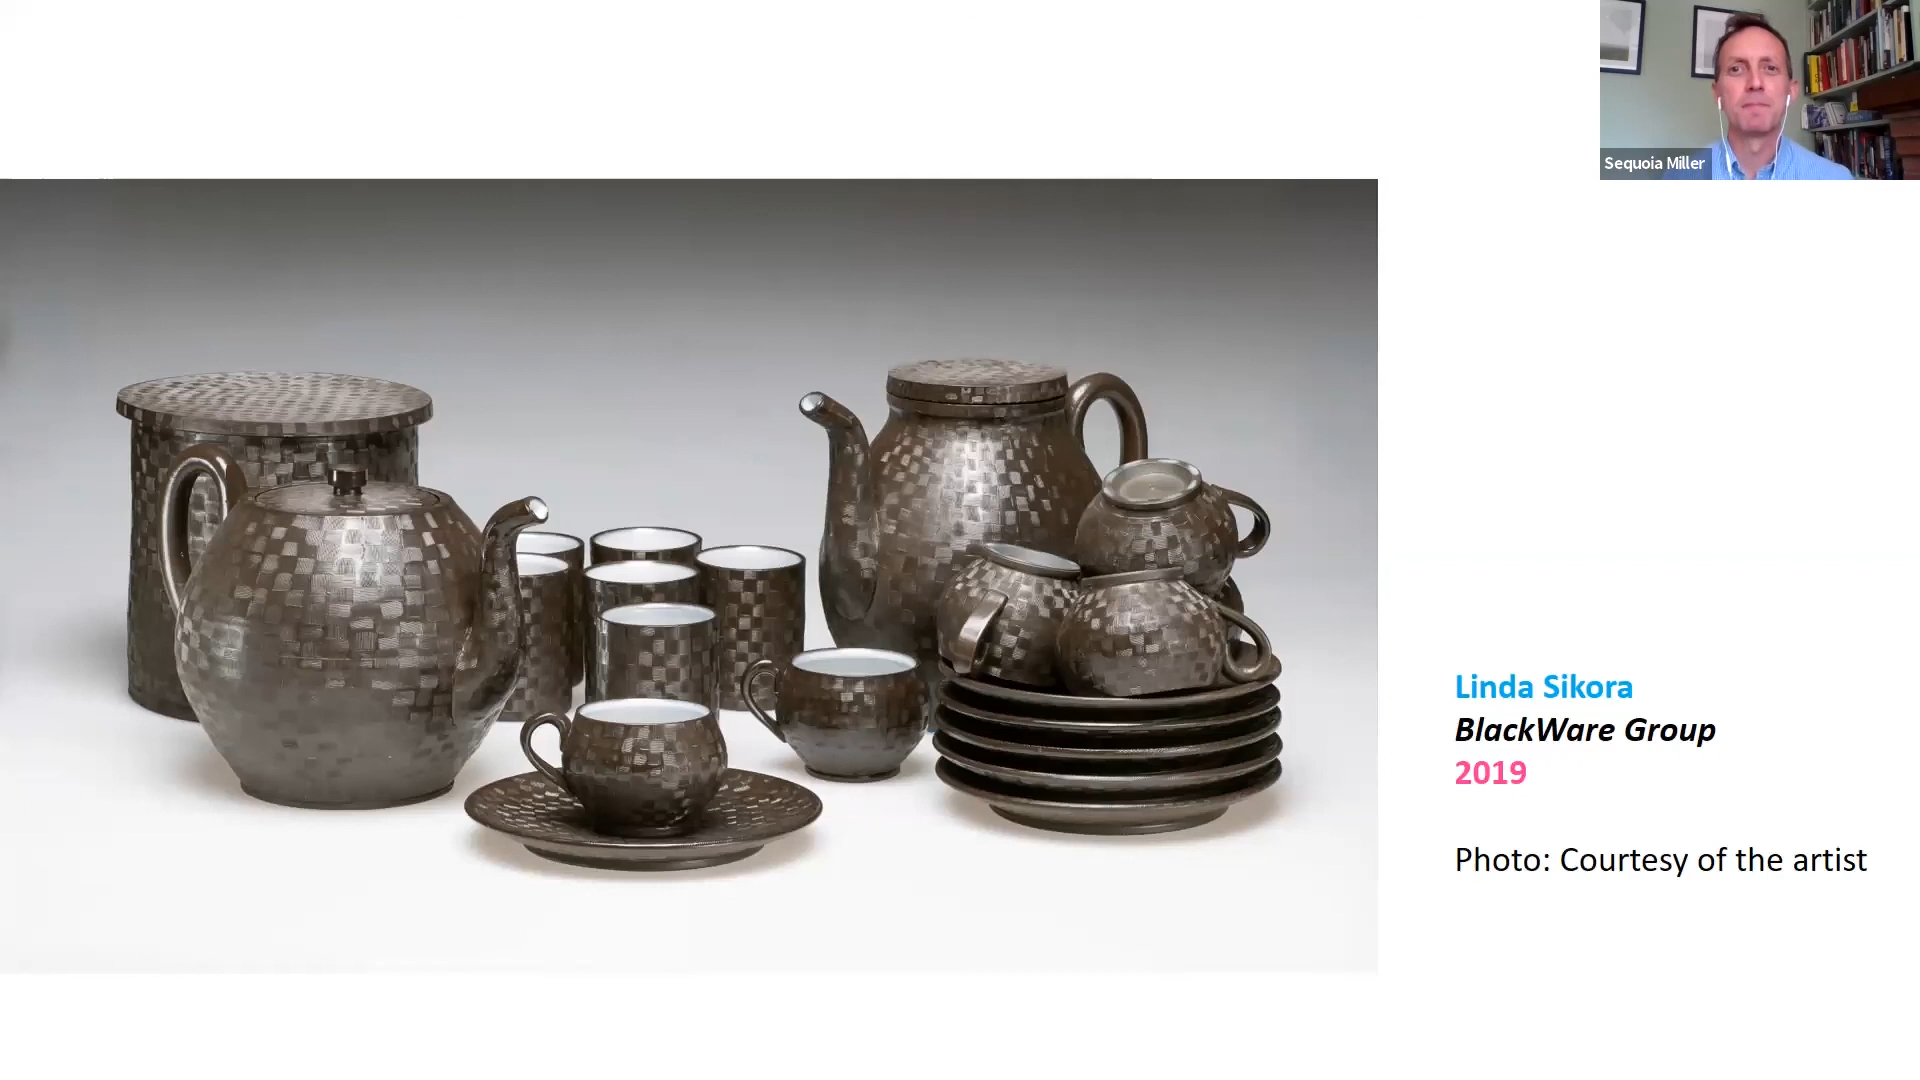 Sequoia Miller
Linda Sikora
BlackWare Group
2019
Photo: Courtesy of the artist